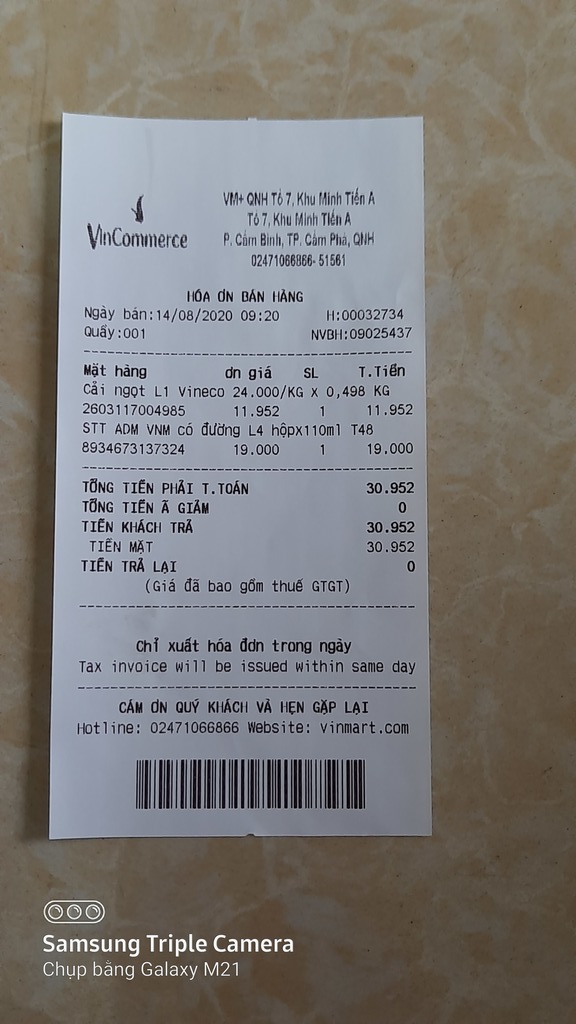 VinCommerce
VM+ QNH Tổ 7, Khu Minh Tiến A
Tổ 7, Khu Minh Tiến A
P. Cẩm Bình, TP. Cẩm Phả, QNH
02471066866- 51561
HÓA ƠN BÁN HÀNG
Ngày bán:14/08/2020 09:20 H:00032734
Quầy:001 NVBH:09025437
Mặt hàng ơn giá SL T.Tiền
Cải ngọt L1 Vineco 24.000/KG X 0,498 KG
2603117004985 11.952 1 11.952
STT ADM VNM có đường L4 hộpx110ml T48
8934673137324 19.000 1 19.000
TỔNG TIỀN PHẢI T.TOÁN 30.952
TỔNG TIỀN Ã GIẢM 0
TIỀN KHÁCH TRẢ 30.952
TIỀN MẶT 30.952
TIỀN TRẢ LẠI 0
(Giá đã bao gồm thuế GTGT)
Chỉ xuất hóa đơn trong ngày
Tax invoice will be issued within same day
CÁM ƠN QUÝ KHÁCH VÀ HẸN GẶP LẠI
Hotline: 02471066866 Website: vinmart.com
Samsung Triple Camera
Chụp bằng Galaxy M21